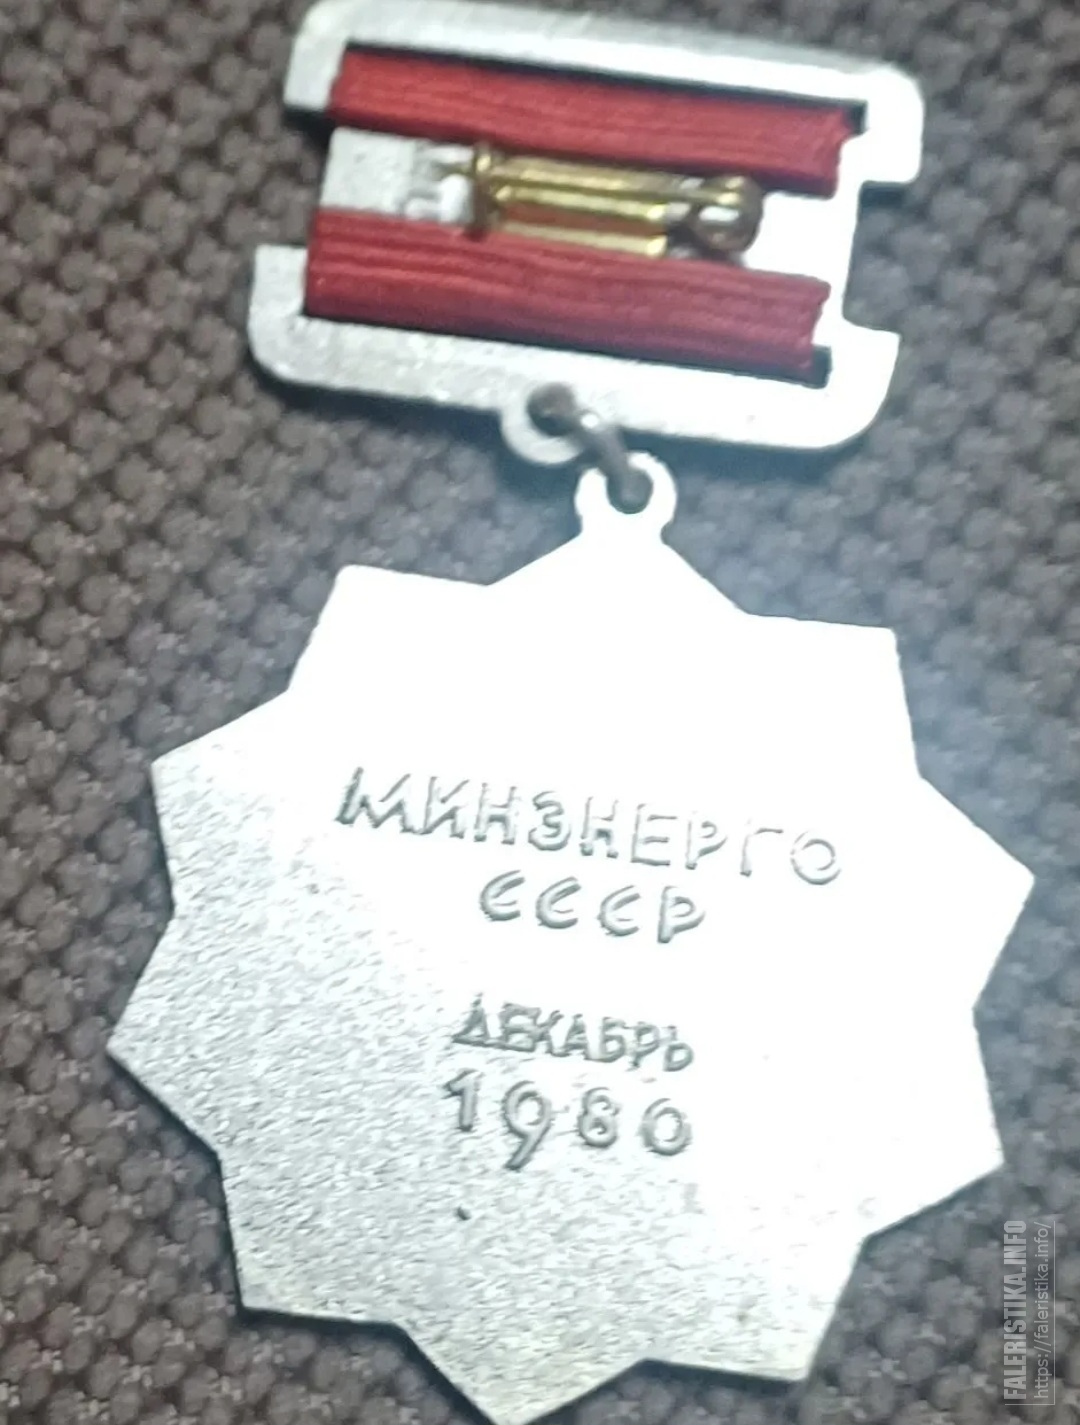 МИНЭНЕРГО
СССР
ДЕКАБРЬ
1980
FALERISTIKA.INFO
https://faleristika.info/